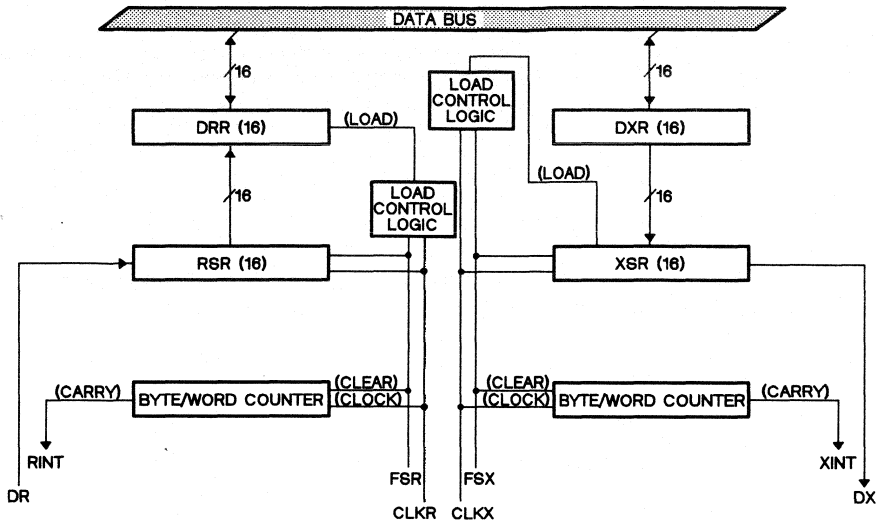 DATA BUS
16
16
LOAD
CONTROL
LOGIC
DRR (16)
(LOAD)
DXR (16)
16
LOAD
CONTROL
LOGIC
(LOAD)
16
RSR (16)
XSR (16)
(CARRY)
BYTE/WORD COUNTER
(CLEAR)
(CLOCK)
(CLEAR)
(CLOCK)
BYTE/WORD COUNTER
(CARRY)
RINT
XINT
DR
FSR
FSX
DX
CLKR
CLKX